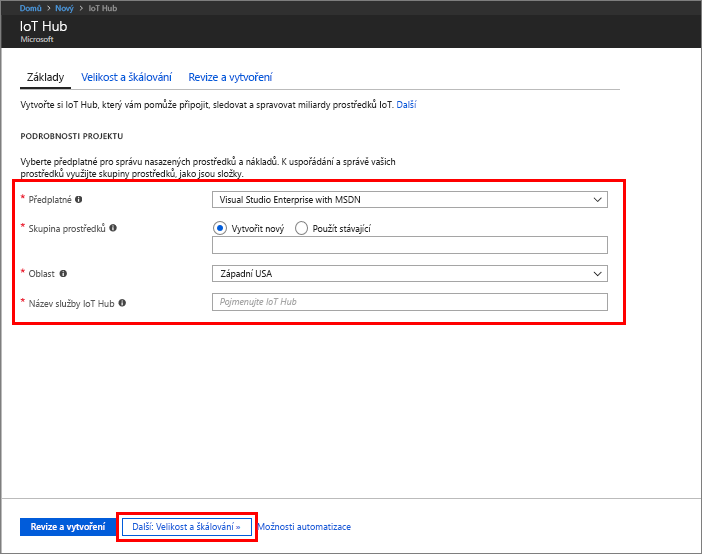 Domů > Nový > IoT Hub
IoT Hub
Microsoft
Základy Velikost a škálování Revize a vytvoření
Vytvořte si IoT Hub, který vám pomůže připojit, sledovat a spravovat miliardy prostředků IoT. Další
PODROBNOSTI PROJEKTU
Vyberte předplatné pro správu nasazených prostředků a nákladů. K uspořádání a správě vašich
prostředků využijte skupiny prostředků, jako jsou složky.
* Předplatné Visual Studio Enterprise with MSDN
* Skupina prostředků Vytvořit nový Použít stávající
* Oblast Západní USA
* Název služby IoT Hub Pojmenujte IoT Hub
Revize a vytvoření Další: Velikost a škálování » Možnosti automatizace